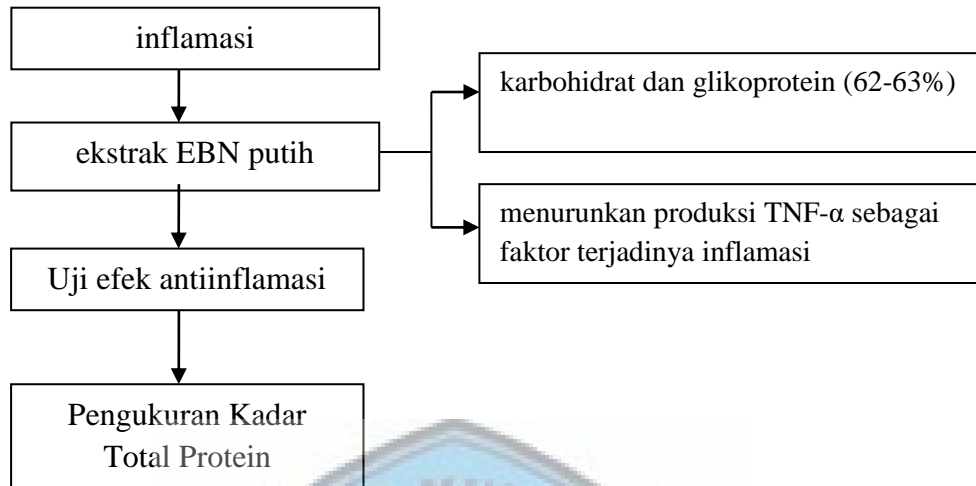 inflamasi
karbohidrat dan glikoprotein (62-63%)
ekstrak EBN putih
menurunkan produksi TNF-α sebagai
faktor terjadinya inflamasi
Uji efek antiinflamasi
Pengukuran Kadar
Total Protein